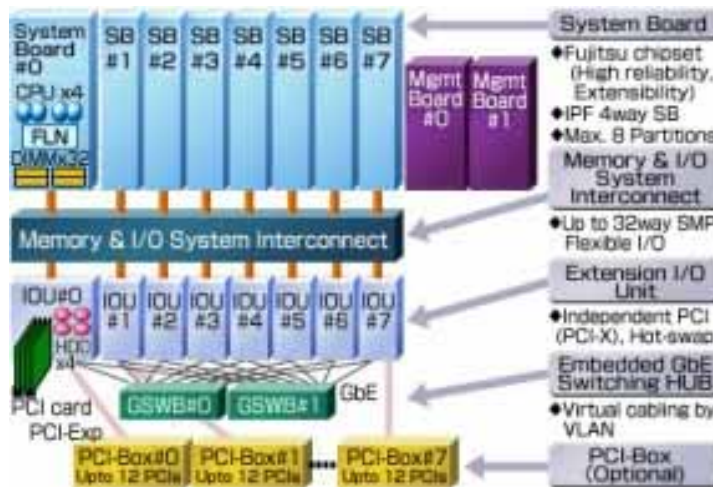 System
Board
#0
CPU x4
FLN
DIMMx32
SB
#1
SB
#2
SB
#3
SB
#4
SB
#5
SB
#6
SB
#7
Mgmt
Board
#0
Mgmt
Board
#1
System Board
◆Fujitsu chipset
(High reliability,
Extensibility)
◆IPF 4way SB
◆Max. 8 Partitions
Memory & I/O System Interconnect
Memory & I/O
System
Interconnect
◆Up to 32way SMP
Flexible I/O
IOU#0
HDD
x4
PCI card
PCI-Exp
IOU
#1
IOU
#2
IOU
#3
IOU
#4
IOU
#5
IOU
#6
IOU
#7
Extension I/O
Unit
◆Independent PCI
(PCI-X), Hot-swap
GSWB#0
GSWB#1
GbE
Embedded GbE
Switching HUB
◆Virtual cabling by
VLAN
PCI-Box#0
Upto 12 PCIs
PCI-Box#1
Upto 12 PCIs
PCI-Box#7
Upto 12 PCIs
PCI-Box
(Optional)